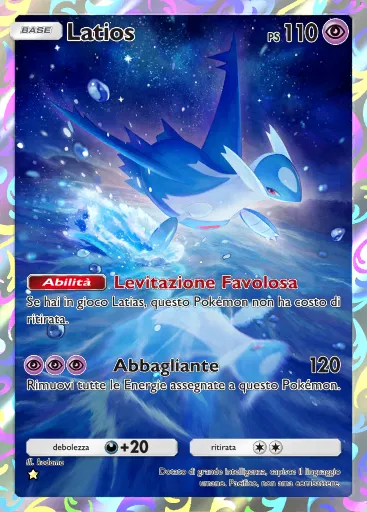 BASE Latios PS 110
Abilità Levitazione Favolosa
Se hai in gioco Latias, questo Pokémon non ha costo di
ritirata.
Abbagliante 120
Rimuovi tutte le Energie assegnate a questo Pokémon.
debolezza +20 ritirata
Ill. kodama
Dotato di grande intelligenza, capisce il linguaggio
umano. Pacifico, non ama combattere.